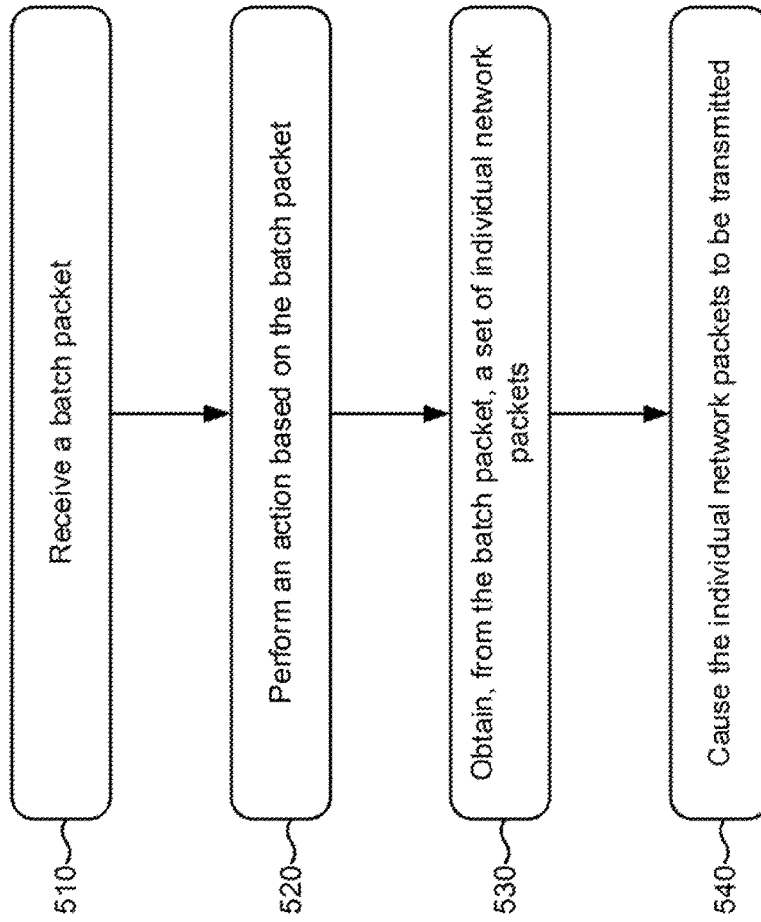 510
Receive a batch packet
520
Perform an action based on the batch packet
530
Obtain, from the batch packet, a set of individual network
packets
540
Cause the individual network packets to be transmitted